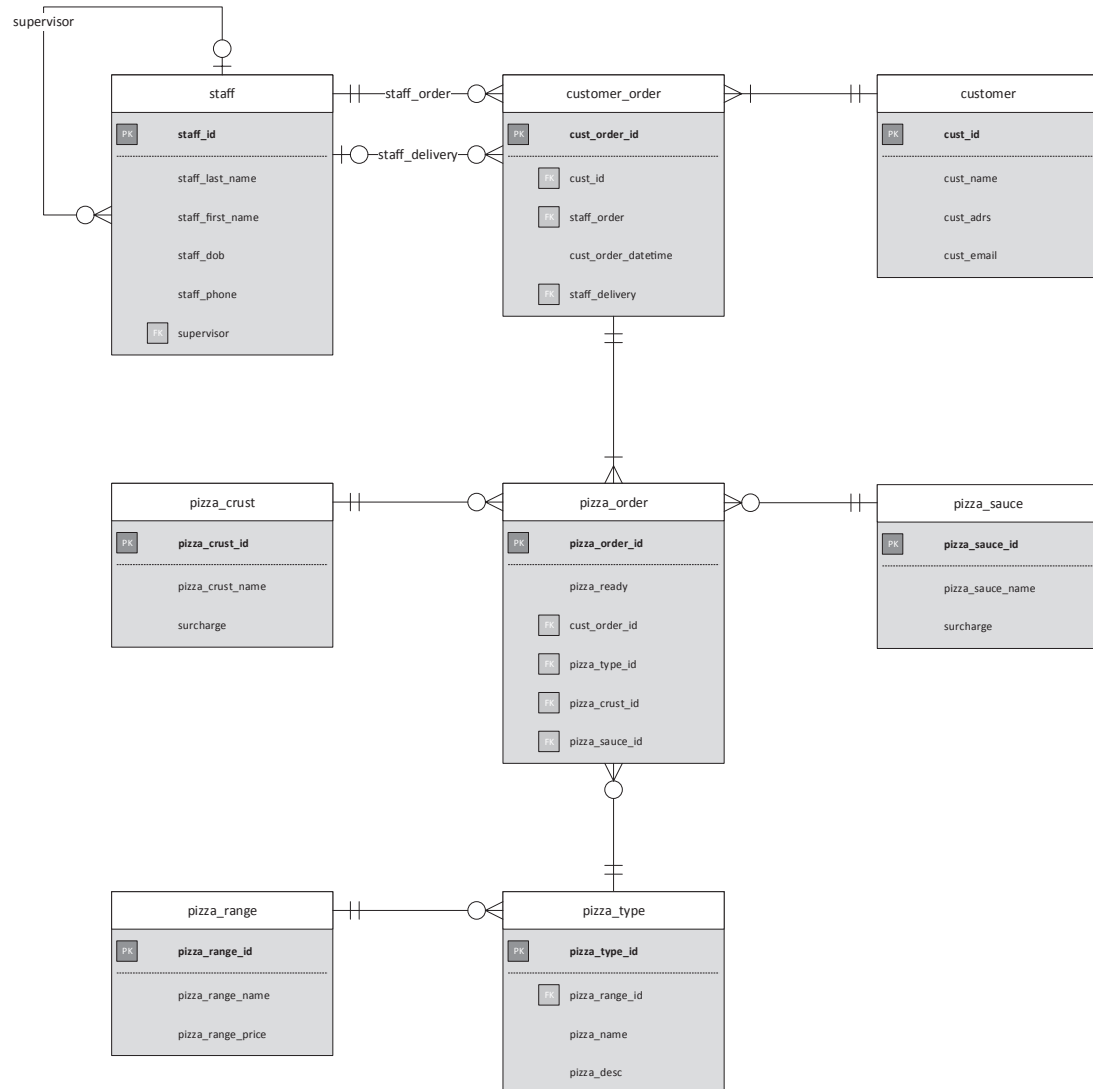 supervisor
staff
PK staff_id
staff_last_name
staff_first_name
staff_dob
staff_phone
FK supervisor
staff_order
staff_delivery
customer_order
PK cust_order_id
FK cust_id
FK staff_order
cust_order_datetime
FK staff_delivery
customer
PK cust_id
cust_name
cust_adrs
cust_email
pizza_crust
PK pizza_crust_id
pizza_crust_name
surcharge
pizza_order
PK pizza_order_id
pizza_ready
FK cust_order_id
FK pizza_type_id
FK pizza_crust_id
FK pizza_sauce_id
pizza_sauce
PK pizza_sauce_id
pizza_sauce_name
surcharge
pizza_range
PK pizza_range_id
pizza_range_name
pizza_range_price
pizza_type
PK pizza_type_id
FK pizza_range_id
pizza_name
pizza_desc